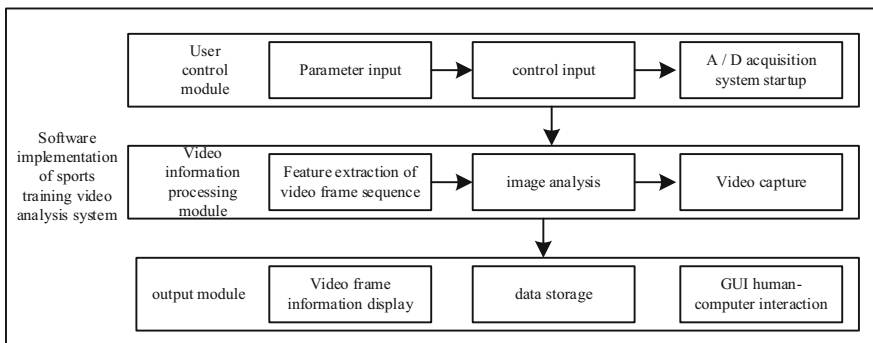 Software
implementation
of sports
training video
analysis system
User
control
module
Parameter input
control input
A / D acquisition
system startup
Video
information
processing
module
Feature extraction of
video frame sequence
image analysis
Video capture
output module
Video frame
information display
data storage
GUI human-
computer interaction